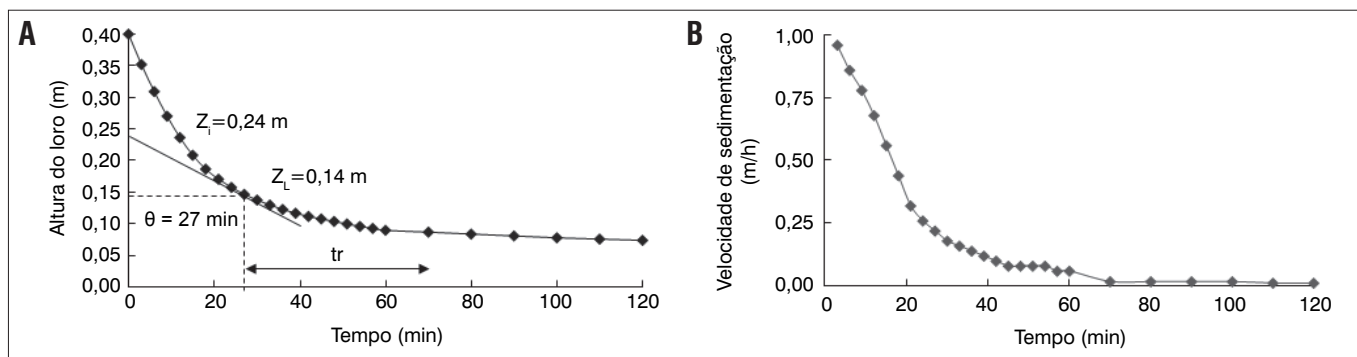 A
Altura do loro (m)
0,40
0,35
0,30
0,25
0,20
0,15
0,10
0,05
0,00
Zi=0,24 m
ZL=0,14 m
θ = 27 min
tr
0 20 40 60 80 100 120
Tempo (min)
B
Velocidade de sedimentação
(m/h)
1,00
0,75
0,50
0,25
0,00
0 20 40 60 80 100 120
Tempo (min)